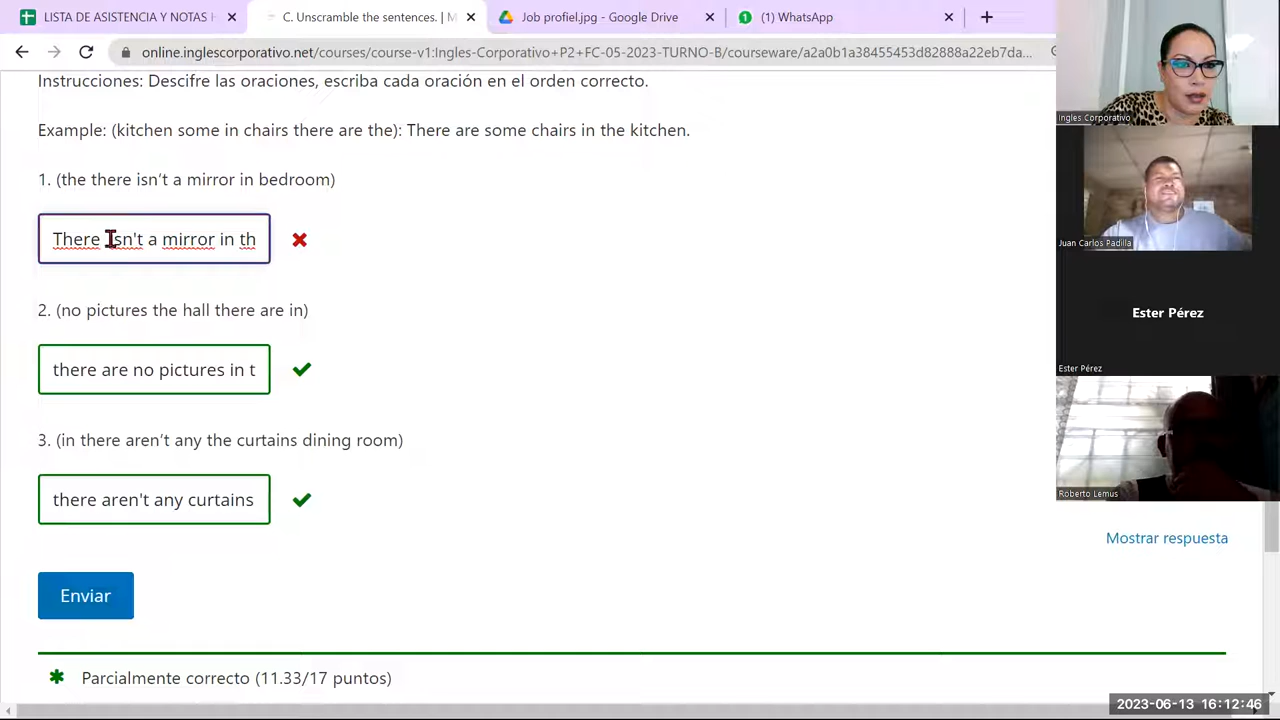 LISTA DE ASISTENCIA Y NOTAS
C. Unscramble the sentences. | M
Job profiel.jpg - Google Drive
(1) WhatsApp
online.inglescorporativo.net/courses/course-v1:Ingles-Corporativo+P2+FC-05-2023-TURNO-B/courseware/a2a0b1a38455453d82888a22eb7da...
Instrucciones: Descifre las oraciones, escriba cada oración en el orden correcto.
Example: (kitchen some in chairs there are the): There are some chairs in the kitchen.
1. (the there isn’t a mirror in bedroom)
There isn't a mirror in th
2. (no pictures the hall there are in)
there are no pictures in t
3. (in there aren’t any the curtains dining room)
there aren't any curtains
Mostrar respuesta
Enviar
Parcialmente correcto (11.33/17 puntos)
Ingles Corporativo
Juan Carlos Padilla
Ester Pérez
Ester Pérez
Roberto Lemus
2023-06-13 16:12:46